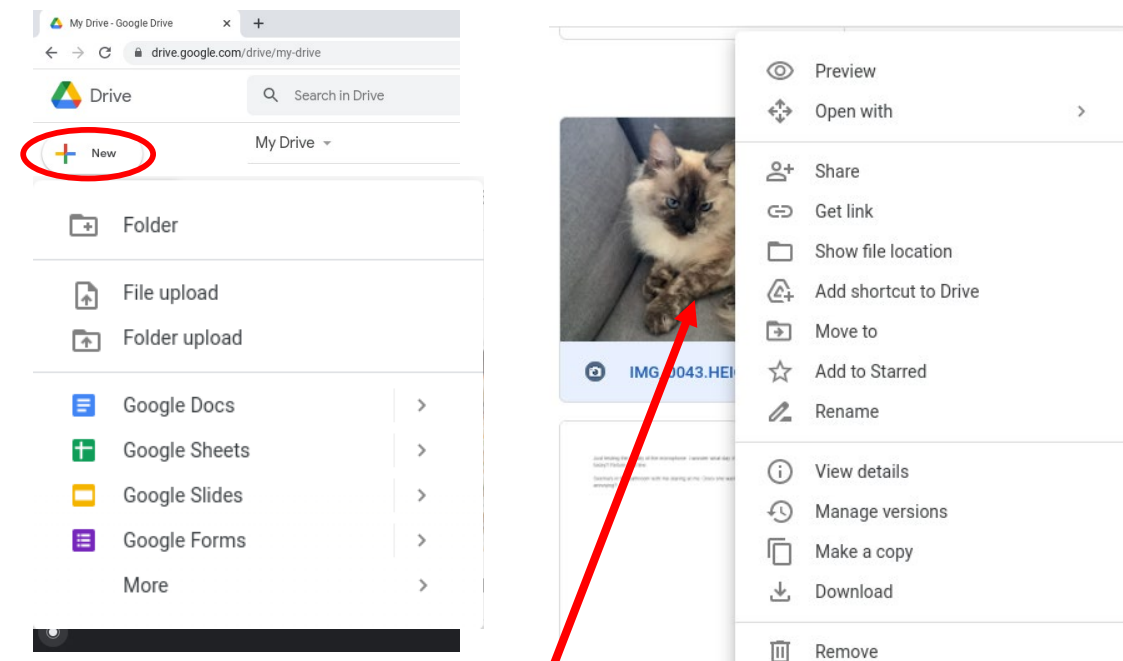 My Drive - Google Drive
drive.google.com/drive/my-drive
Drive
Search in Drive
New
My Drive
Folder
File upload
Folder upload
Google Docs
Google Sheets
Google Slides
Google Forms
More
Preview
Open with
Share
Get link
Show file location
Add shortcut to Drive
Move to
Add to Starred
Rename
View details
Manage versions
Make a copy
Download
Remove
IMG_0043.HEI